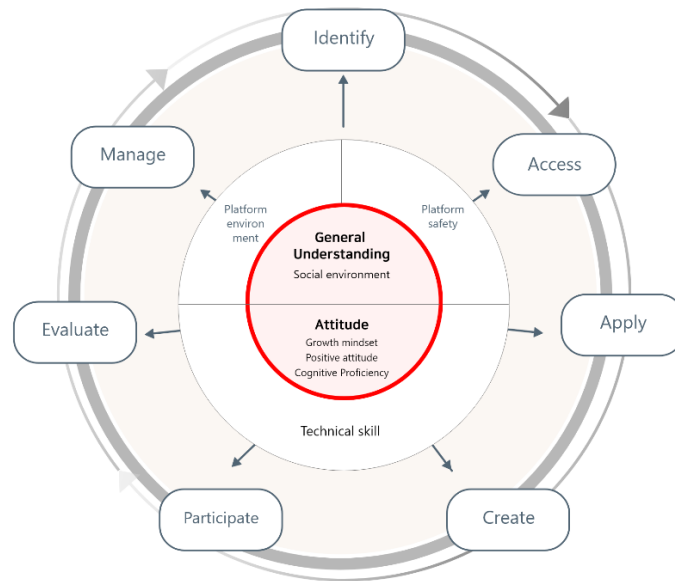 Identify
Manage
Access
Platform
environ
ment
Platform
safety
General
Understanding
Social environment
Evaluate
Apply
Attitude
Growth mindset
Positive attitude
Cognitive Proficiency
Technical skill
Participate
Create